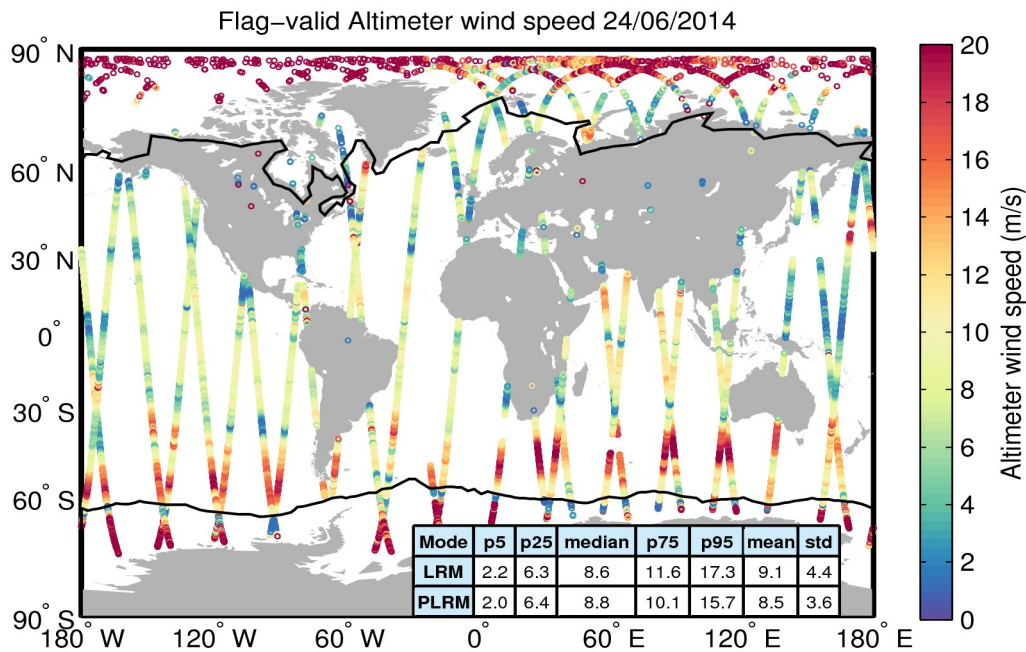 Flag−valid Altimeter wind speed 24/06/2014
90° N
60° N
30° N
0°
30° S
60° S
90° S
180° W
120° W
60° W
0°
60° E
120° E
180° E
Mode p5 p25 median p75 p95 mean std
LRM 2.2 6.3 8.6 11.6 17.3 9.1 4.4
PLRM 2.0 6.4 8.8 10.1 15.7 8.5 3.6
20
18
16
14
12
10
8
6
4
2
0
Altimeter wind speed (m/s)